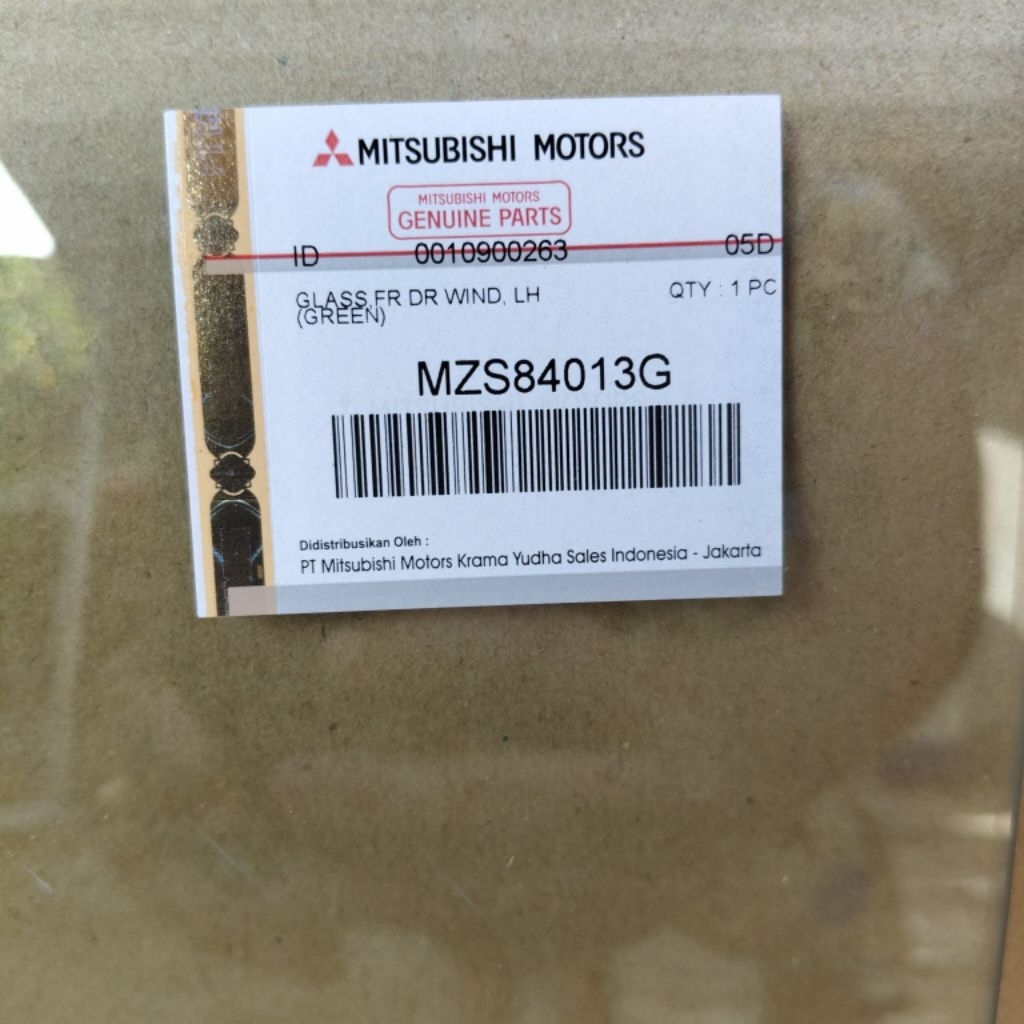 MITSUBISHI MOTORS
MITSUBISHI MOTORS
GENUINE PARTS
ID 0010900263 05D
GLASS,FR DR WIND, LH QTY : 1 PC
(GREEN)
MZS84013G
Didistribusikan Oleh :
PT Mitsubishi Motors Krama Yudha Sales Indonesia - Jakarta